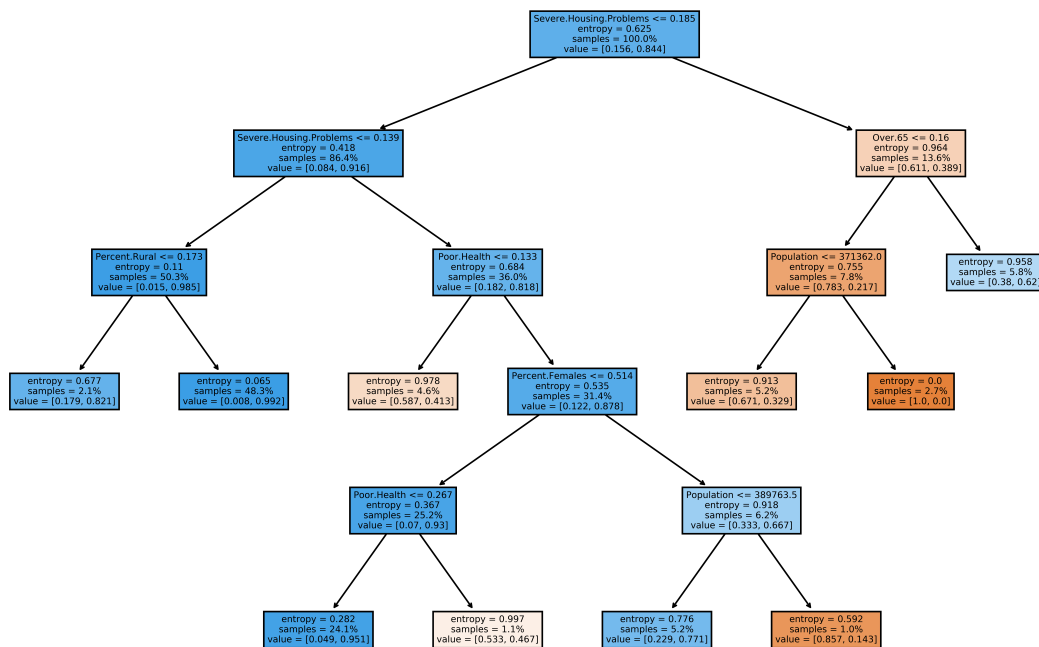 Severe.Housing.Problems <= 0.185
entropy = 0.625
samples = 100.0%
value = [0.156, 0.844]
Severe.Housing.Problems <= 0.139
entropy = 0.418
samples = 86.4%
value = [0.084, 0.916]
Over.65 <= 0.16
entropy = 0.964
samples = 13.6%
value = [0.611, 0.389]
Percent.Rural <= 0.173
entropy = 0.11
samples = 50.3%
value = [0.015, 0.985]
Poor.Health <= 0.133
entropy = 0.684
samples = 36.0%
value = [0.182, 0.818]
Population <= 371362.0
entropy = 0.755
samples = 7.8%
value = [0.783, 0.217]
entropy = 0.958
samples = 5.8%
value = [0.38, 0.62]
entropy = 0.677
samples = 2.1%
value = [0.179, 0.821]
entropy = 0.065
samples = 48.3%
value = [0.008, 0.992]
entropy = 0.978
samples = 4.6%
value = [0.587, 0.413]
Percent.Females <= 0.514
entropy = 0.535
samples = 31.4%
value = [0.122, 0.878]
entropy = 0.913
samples = 5.2%
value = [0.671, 0.329]
entropy = 0.0
samples = 2.7%
value = [1.0, 0.0]
Poor.Health <= 0.267
entropy = 0.367
samples = 25.2%
value = [0.07, 0.93]
Population <= 389763.5
entropy = 0.918
samples = 6.2%
value = [0.333, 0.667]
entropy = 0.282
samples = 24.1%
value = [0.049, 0.951]
entropy = 0.997
samples = 1.1%
value = [0.533, 0.467]
entropy = 0.776
samples = 5.2%
value = [0.229, 0.771]
entropy = 0.592
samples = 1.0%
value = [0.857, 0.143]